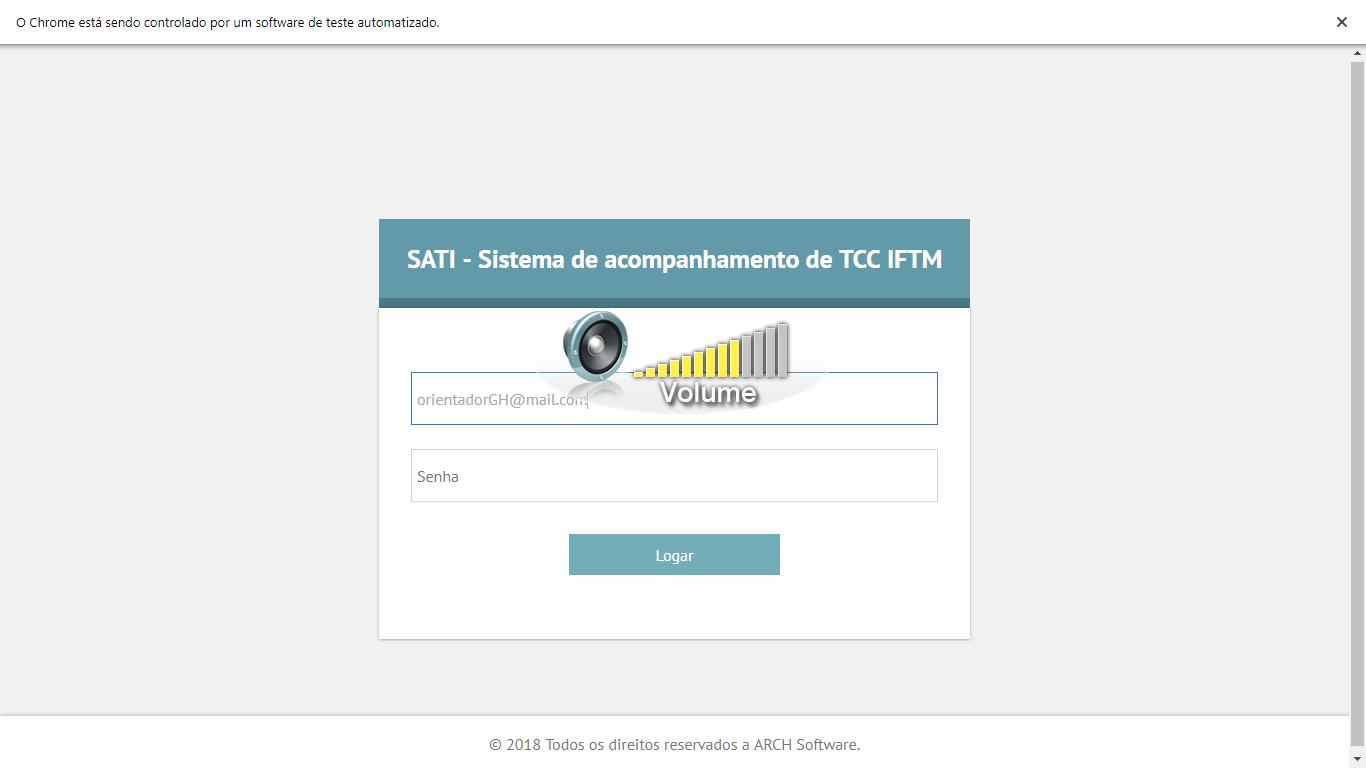 O Chrome está sendo controlado por um software de teste automatizado.
SATI - Sistema de acompanhamento de TCC IFTM
Volume
orientadorGH@mail.com
Senha
Logar
© 2018 Todos os direitos reservados a ARCH Software.